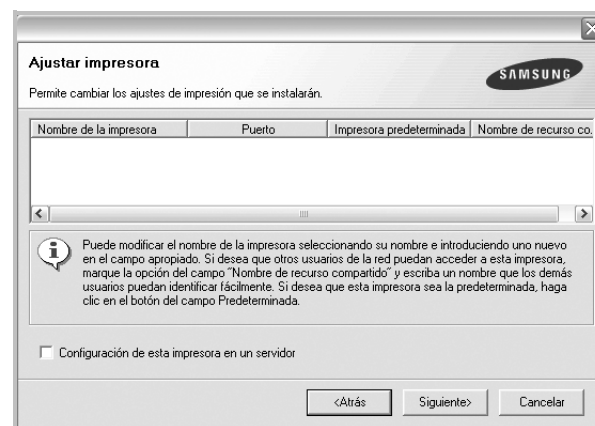 Ajustar impresora
SAMSUNG
Permite cambiar los ajustes de impresión que se instalarán.
Nombre de la impresora Puerto Impresora predeterminada Nombre de recurso co.
Puede modificar el nombre de la impresora seleccionando su nombre e introduciendo uno nuevo
en el campo apropiado. Si desea que otros usuarios de la red puedan acceder a esta impresora,
marque la opción del campo "Nombre de recurso compartido" y escriba un nombre que los demás
usuarios puedan identificar fácilmente. Si desea que esta impresora sea la predeterminada, haga
clic en el botón del campo Predeterminada.
Configuración de esta impresora en un servidor
<Atrás Siguiente> Cancelar